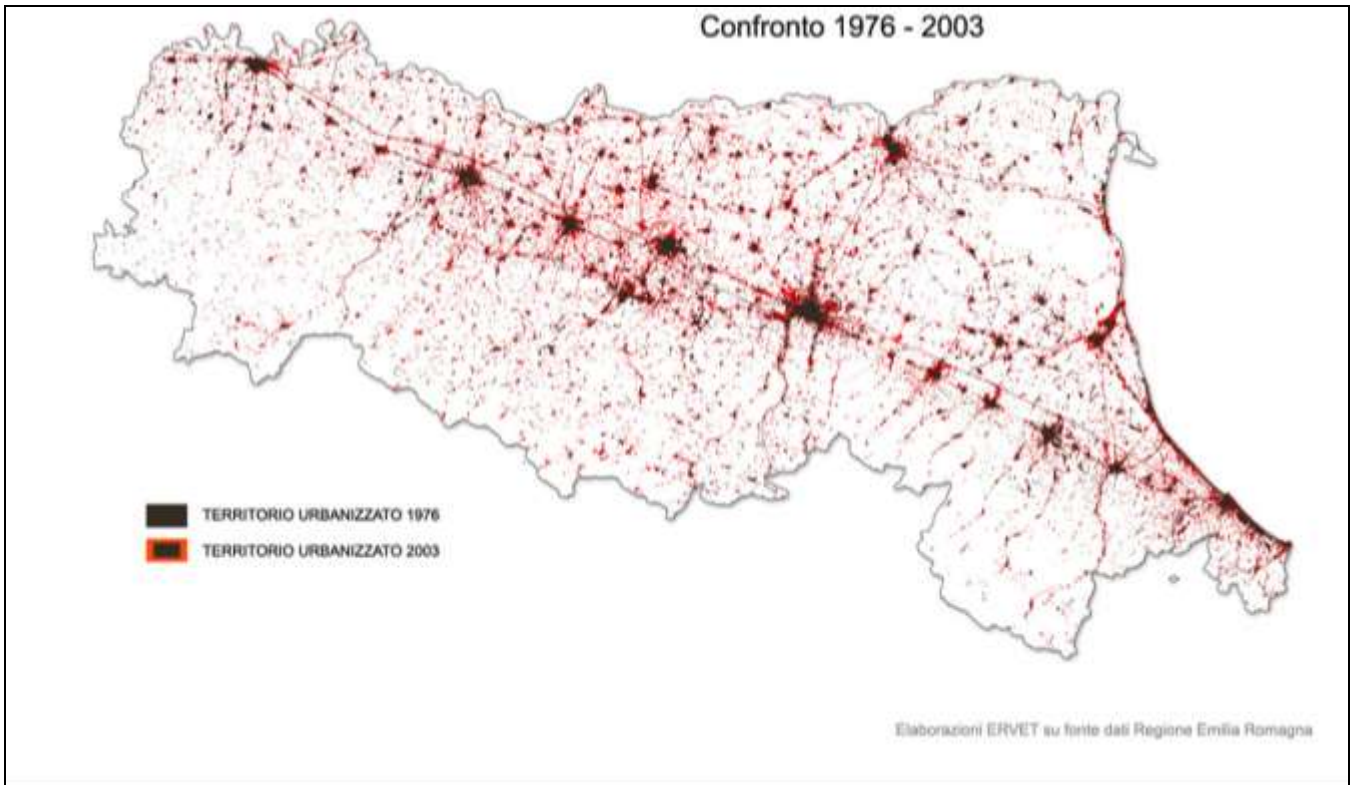 Confronto 1976 - 2003
TERRITORIO URBANIZZATO 1976
TERRITORIO URBANIZZATO 2003
Elaborazioni ERVET su fonte dati Regione Emilia Romagna